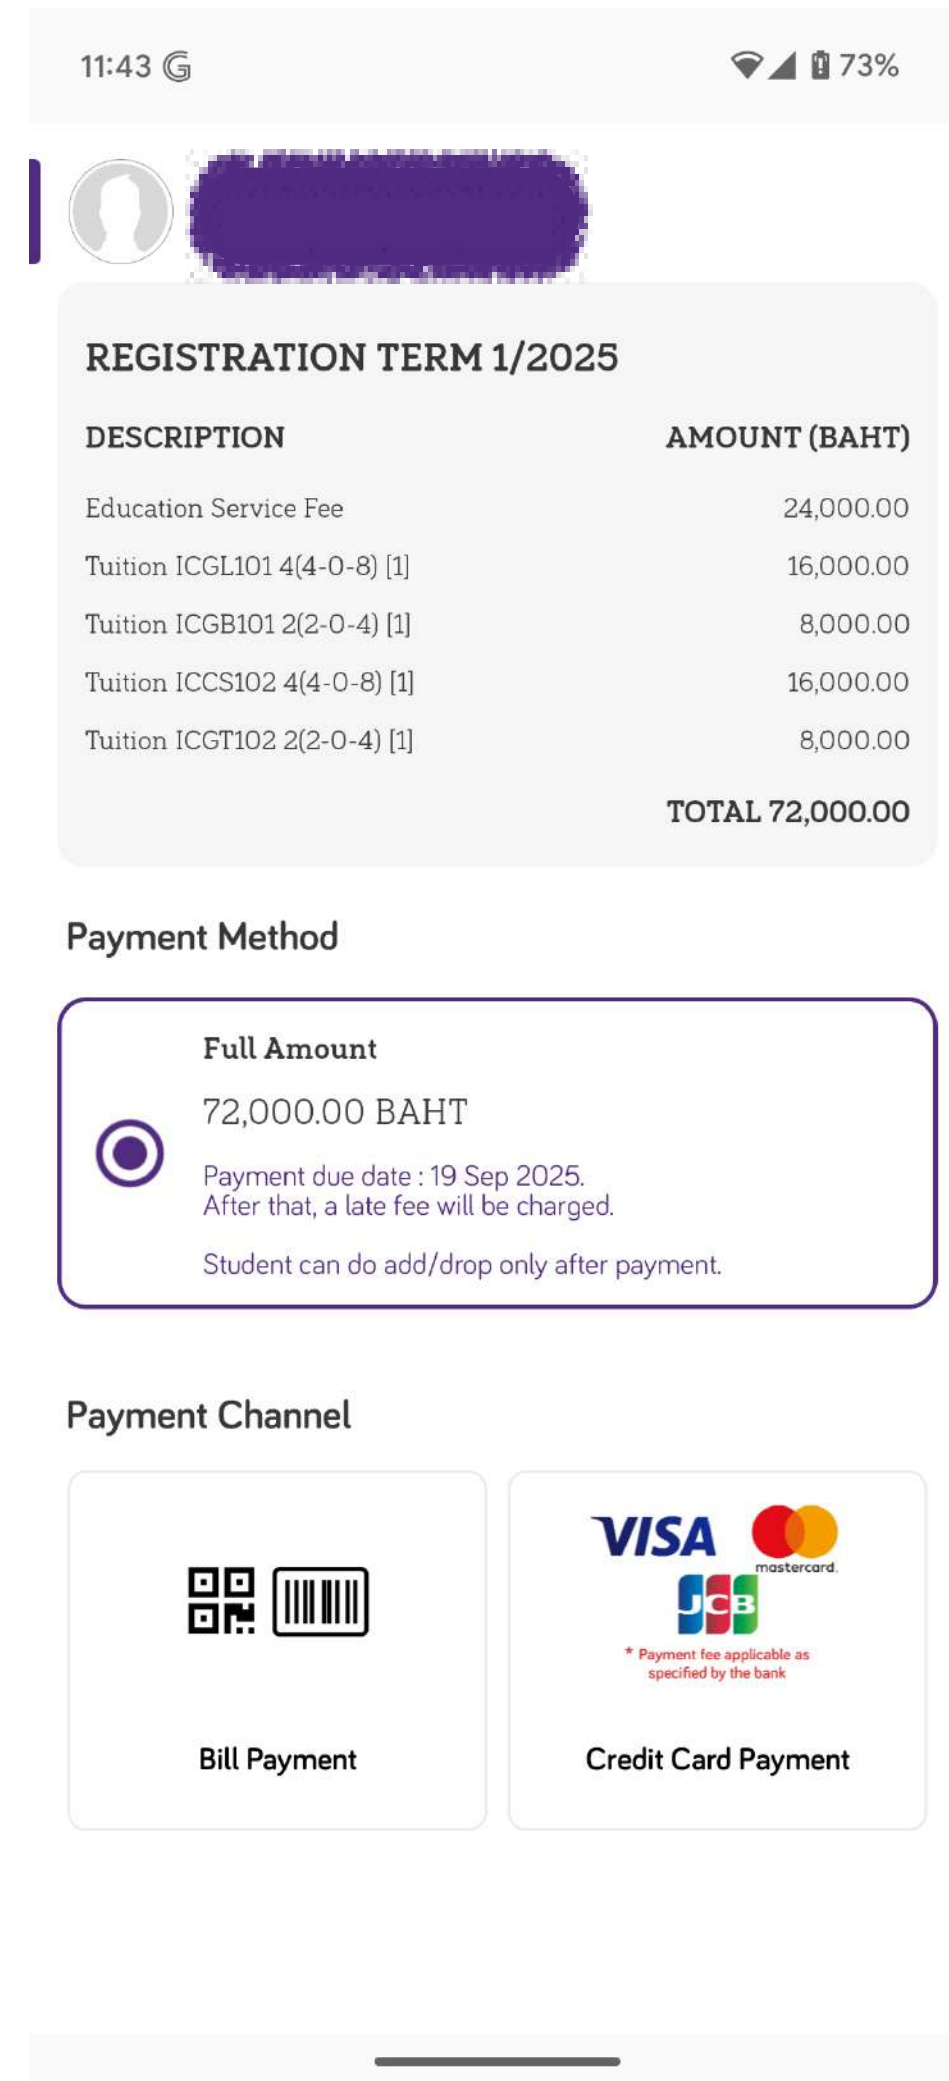 11:43 G 73%
REGISTRATION TERM 1/2025
DESCRIPTION AMOUNT (BAHT)
Education Service Fee 24,000.00
Tuition ICGL101 4(4-0-8) [1] 16,000.00
Tuition ICGB101 2(2-0-4) [1] 8,000.00
Tuition ICCS102 4(4-0-8) [1] 16,000.00
Tuition ICGT102 2(2-0-4) [1] 8,000.00
TOTAL 72,000.00
Payment Method
Full Amount
72,000.00 BAHT
Payment due date : 19 Sep 2025.
After that, a late fee will be charged.
Student can do add/drop only after payment.
Payment Channel
Bill Payment
VISA mastercard.
JCB
* Payment fee applicable as
specified by the bank
Credit Card Payment